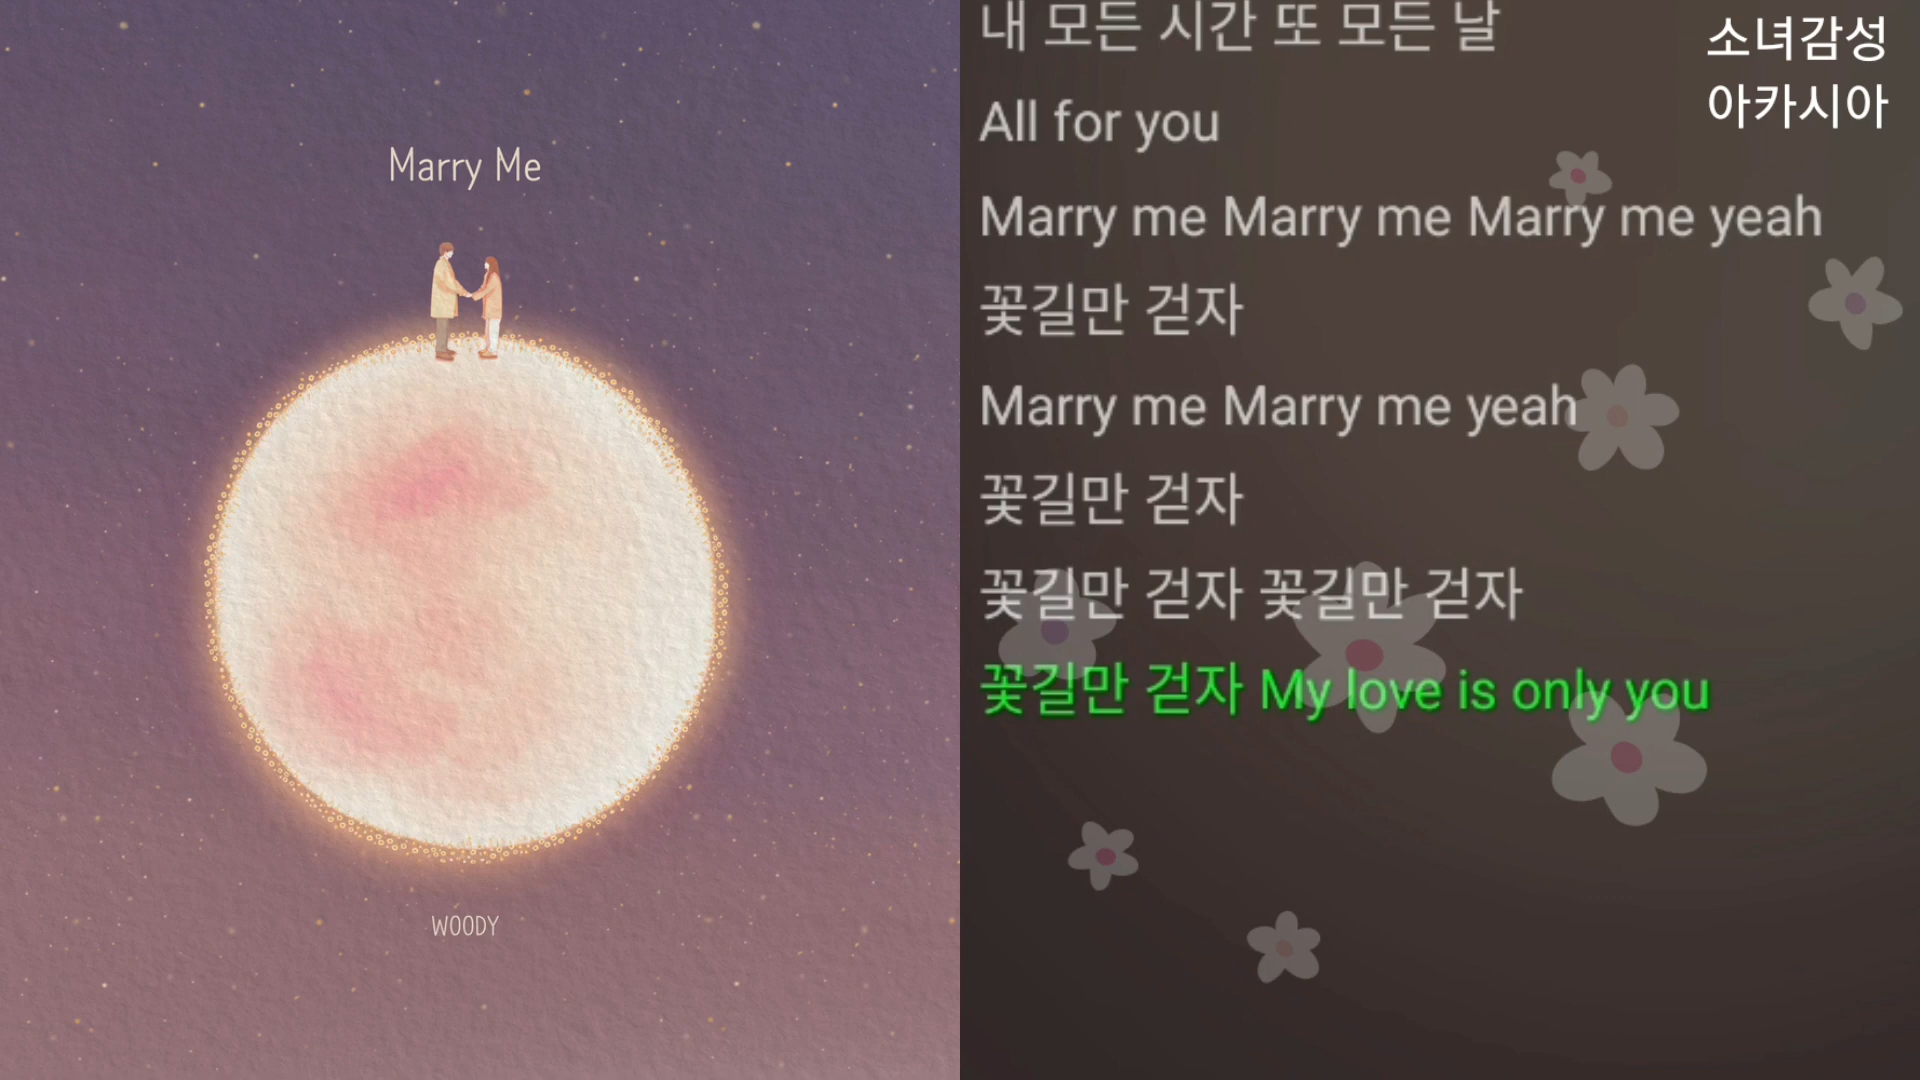 Marry Me
WOODY
내 모든 시간 또 모든 날
All for you
Marry me Marry me Marry me yeah
꽃길만 걷자
Marry me Marry me yeah
꽃길만 걷자
꽃길만 걷자 꽃길만 걷자
꽃길만 걷자 My love is only you
소녀감성
아카시아